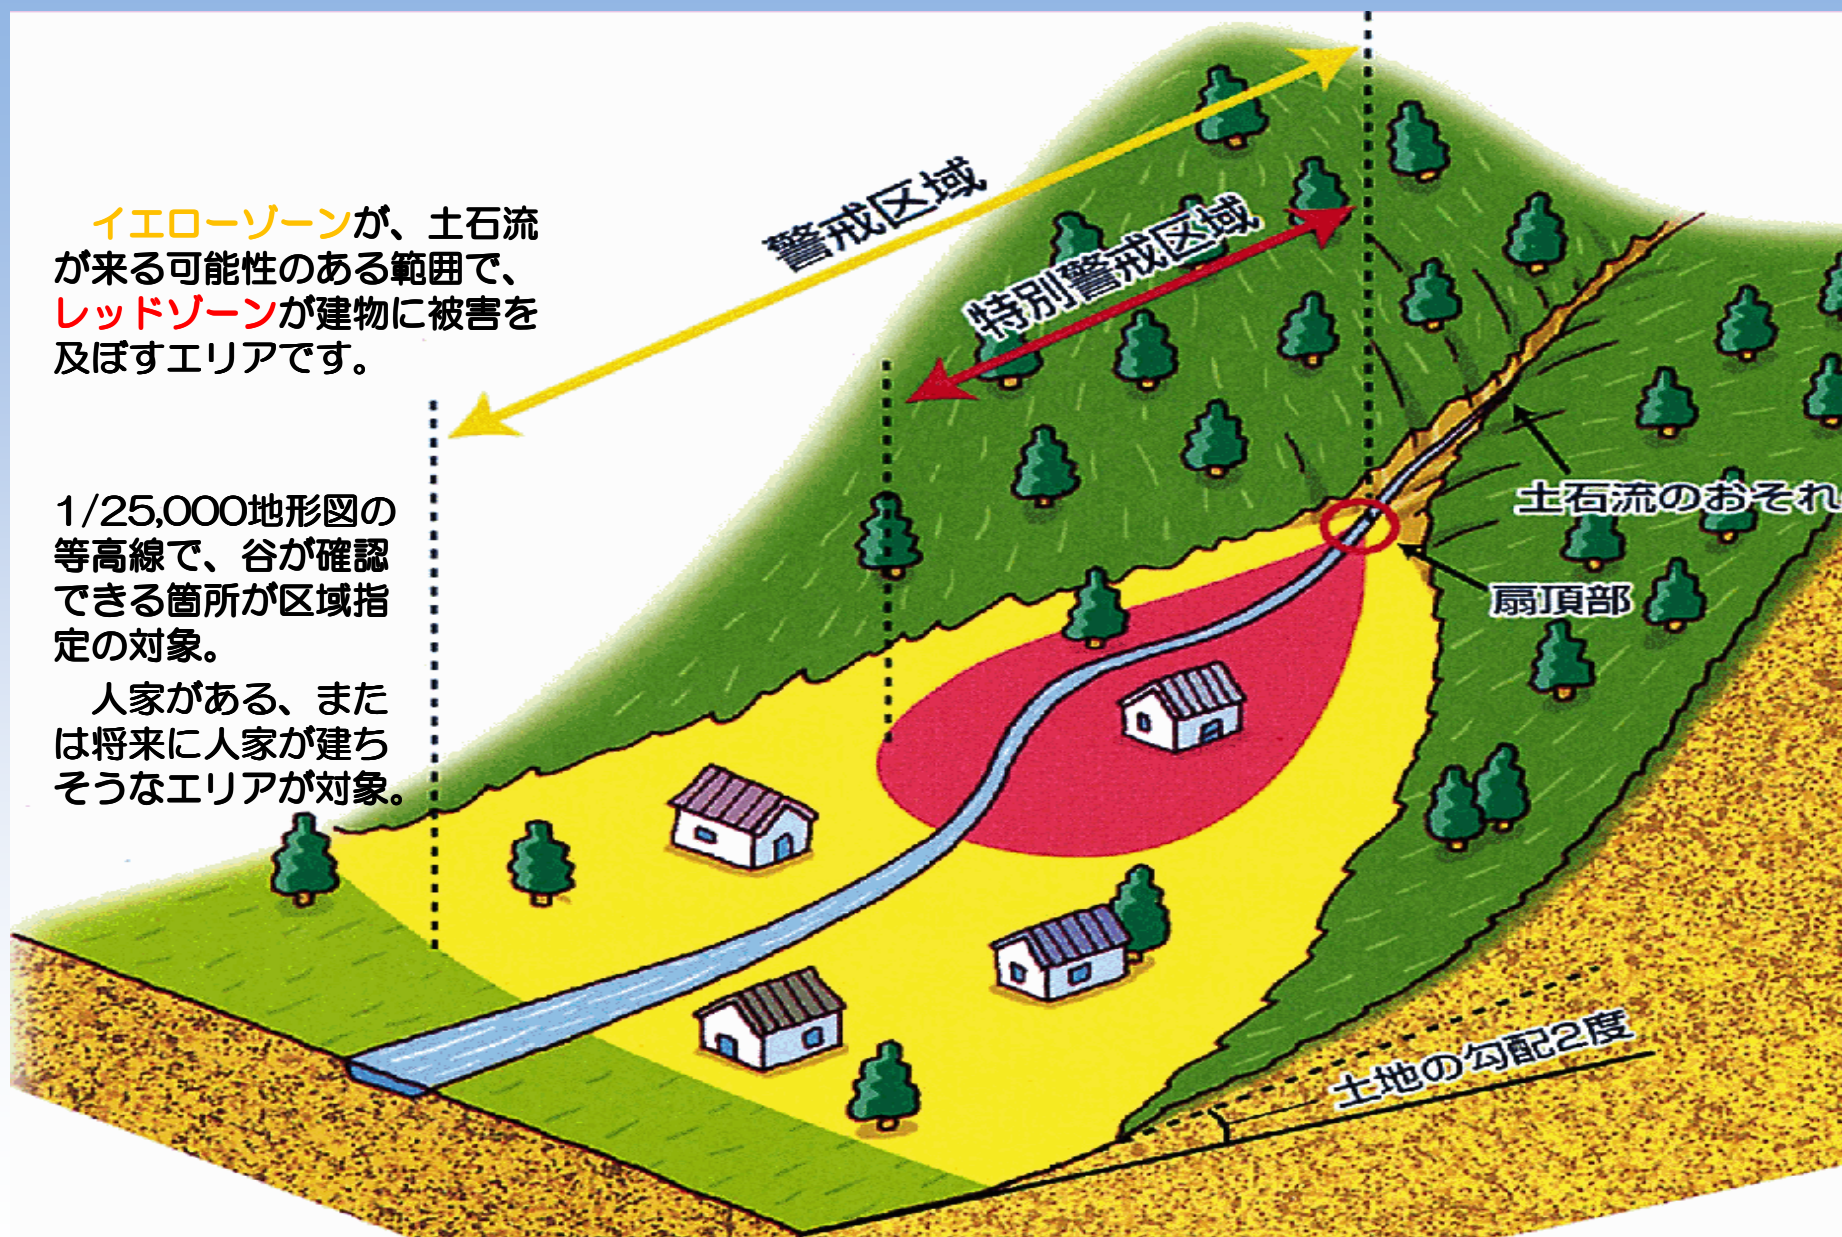 イエローゾーンが、土石流
が来る可能性のある範囲で、
レッドゾーンが建物に被害を
及ぼすエリアです。
1/25,000地形図の
等高線で、谷が確認
できる箇所が区域指
定の対象。
人家がある、また
は将来に人家が建ち
そうなエリアが対象。
警戒区域
特別警戒区域
土石流のおそれ
扇頂部
土地の勾配2度